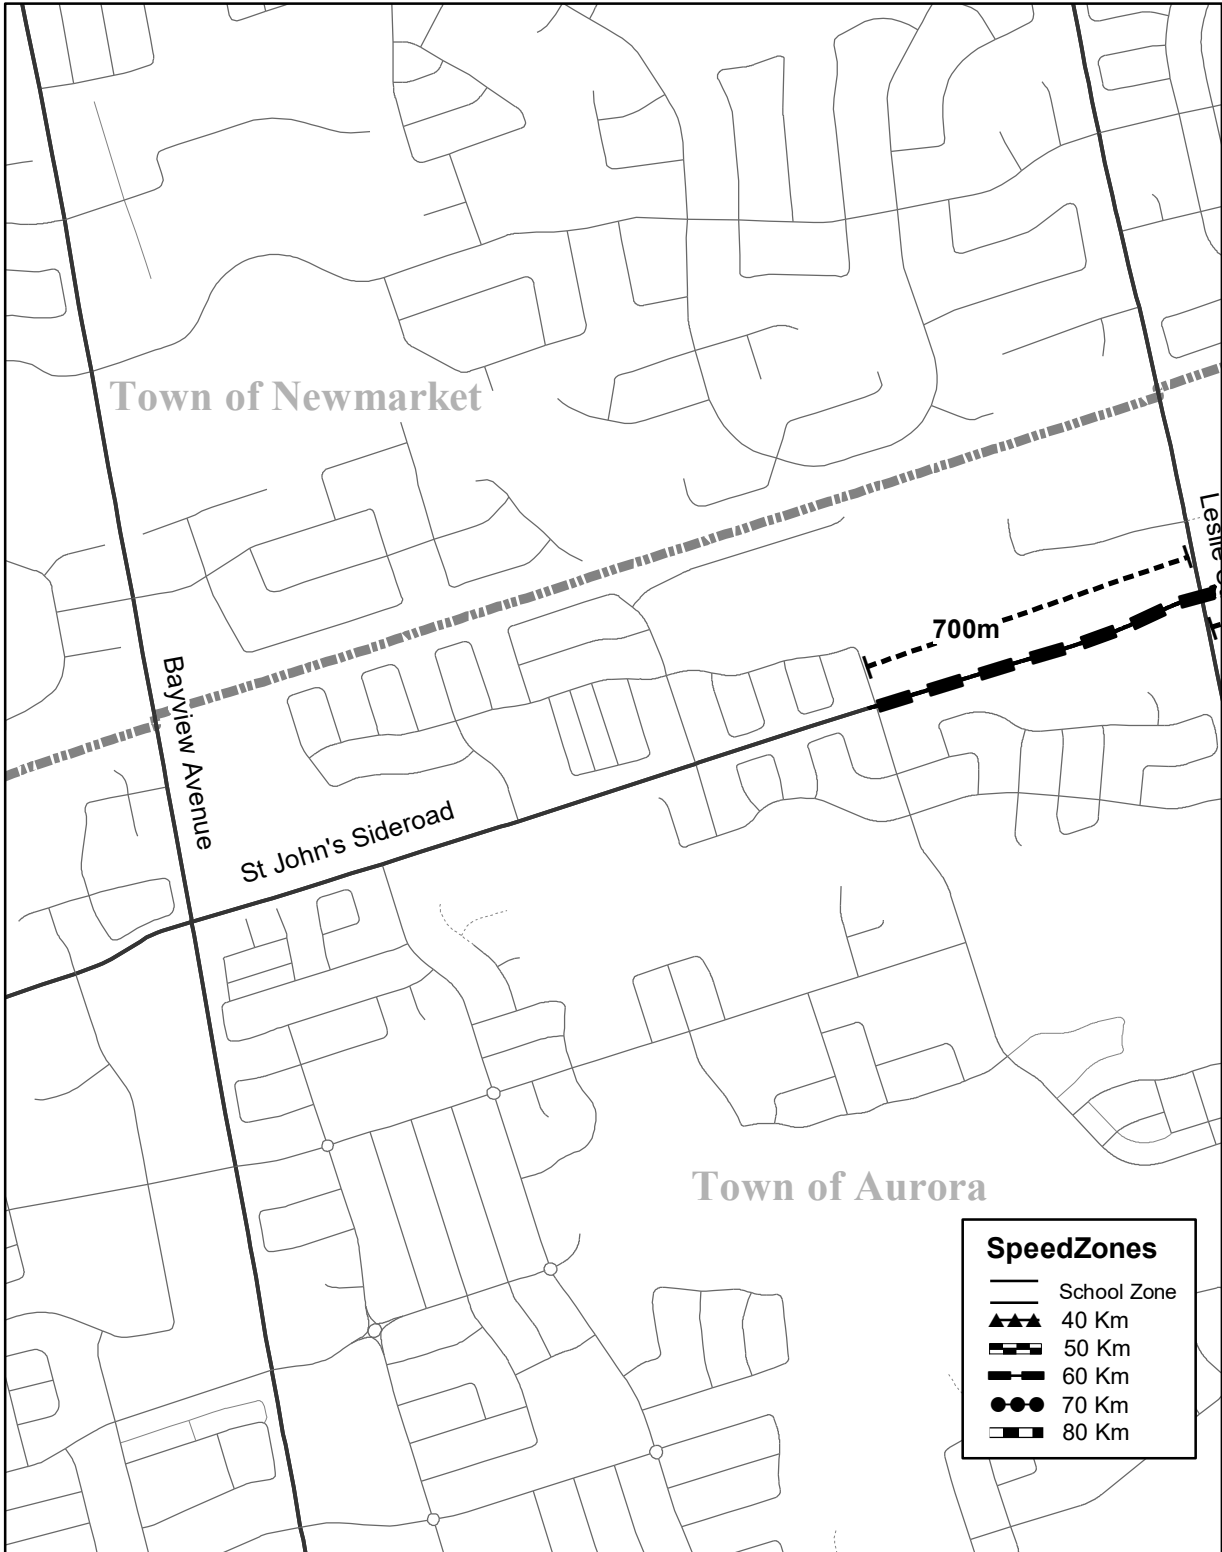 Town of Newmarket
Leslie
700m
Bayview Avenue
St John's Sideroad
Town of Aurora
SpeedZones
School Zone
40 Km
50 Km
60 Km
70 Km
80 Km